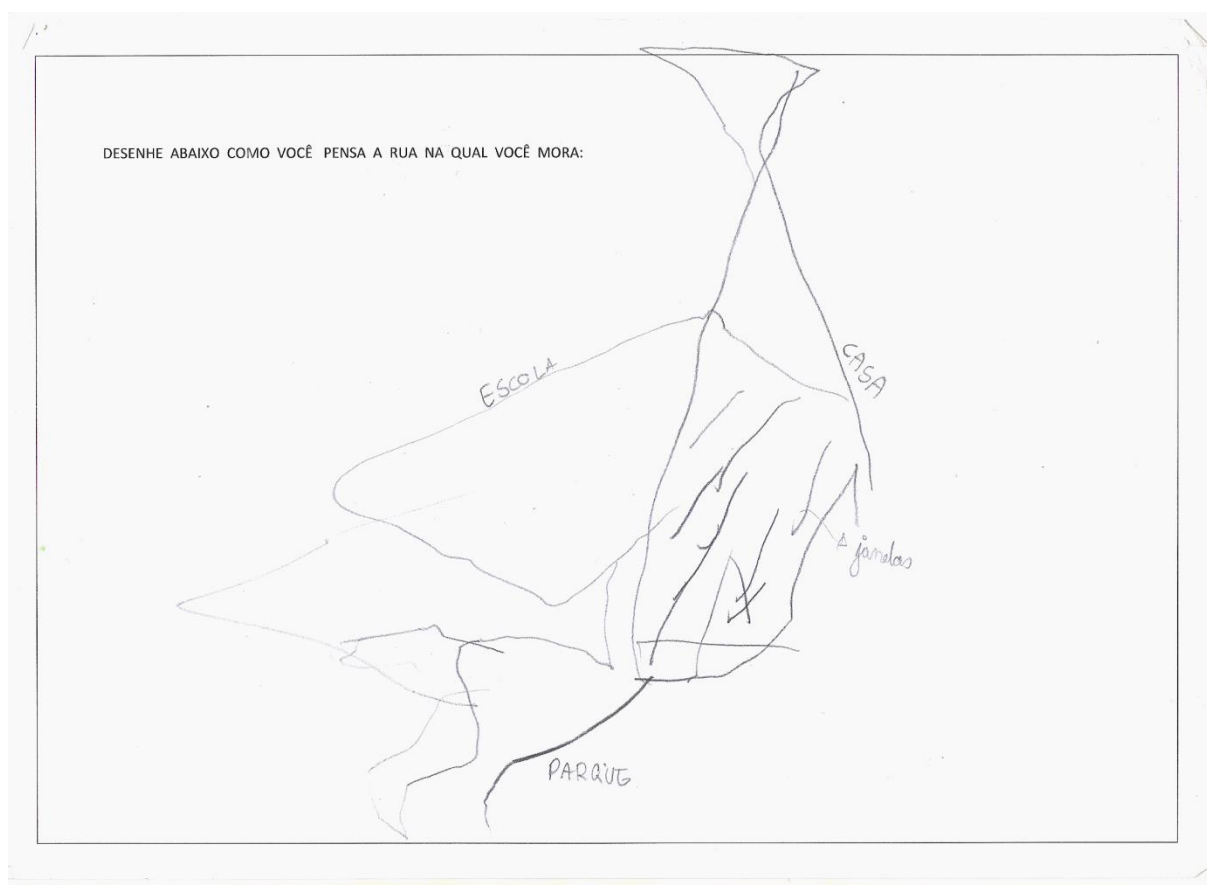 DESENHE ABAIXO COMO VOCÊ PENSA A RUA NA QUAL VOCÊ MORA:
CASA
ESCOLA
janelas
PARQUE